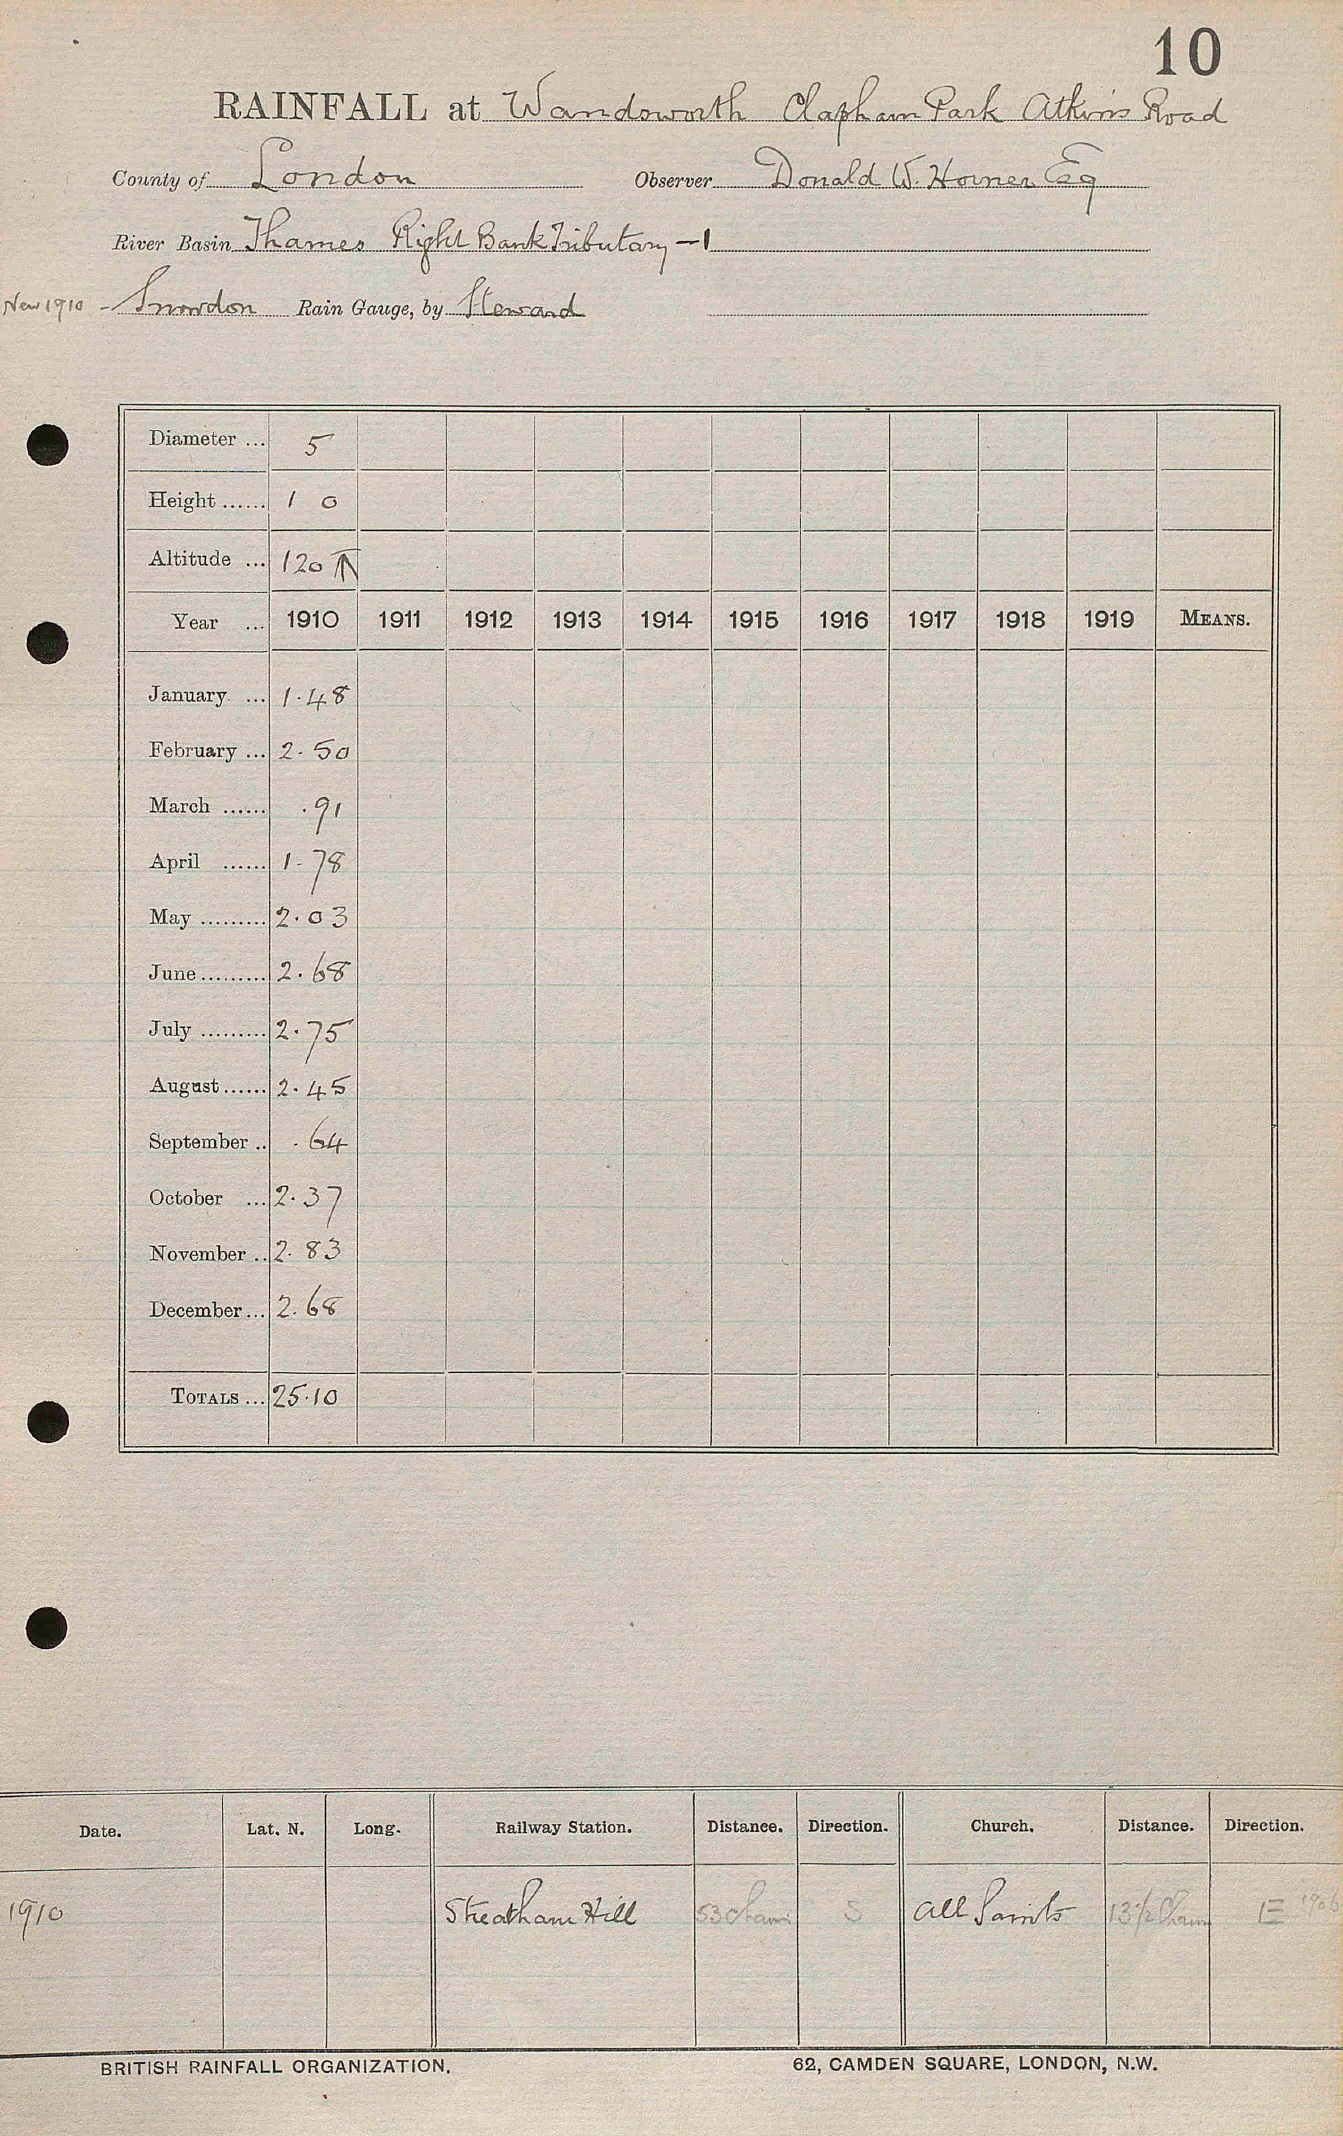 10
RAINFALL at Wandsworth Clapham Park Atkins Road
County of London Observer Donald W. Horner Esq
River Basin Thames Right Bank Tributary - 1
New 1910 - Snowdon Rain Gauge, by Steward
Diameter ... 5
Height ...... 1 0
Altitude ... 120
Year ... 1910 1911 1912 1913 1914 1915 1916 1917 1918 1919 MEANS.
January ... 1.48
February ... 2.50
March ...... .91
April ...... 1.78
May ......... 2.03
June ......... 2.68
July ......... 2.75
August ...... 2.45
September .. .64
October ... 2.37
November .. 2.83
December ... 2.68
TOTALS ... 25.10
Date. Lat. N. Long. Railway Station. Distance. Direction. Church. Distance. Direction.
1910 Streatham Hill 53 chains S All Saints 13½ Chains E
BRITISH RAINFALL ORGANIZATION. 62, CAMDEN SQUARE, LONDON, N.W.